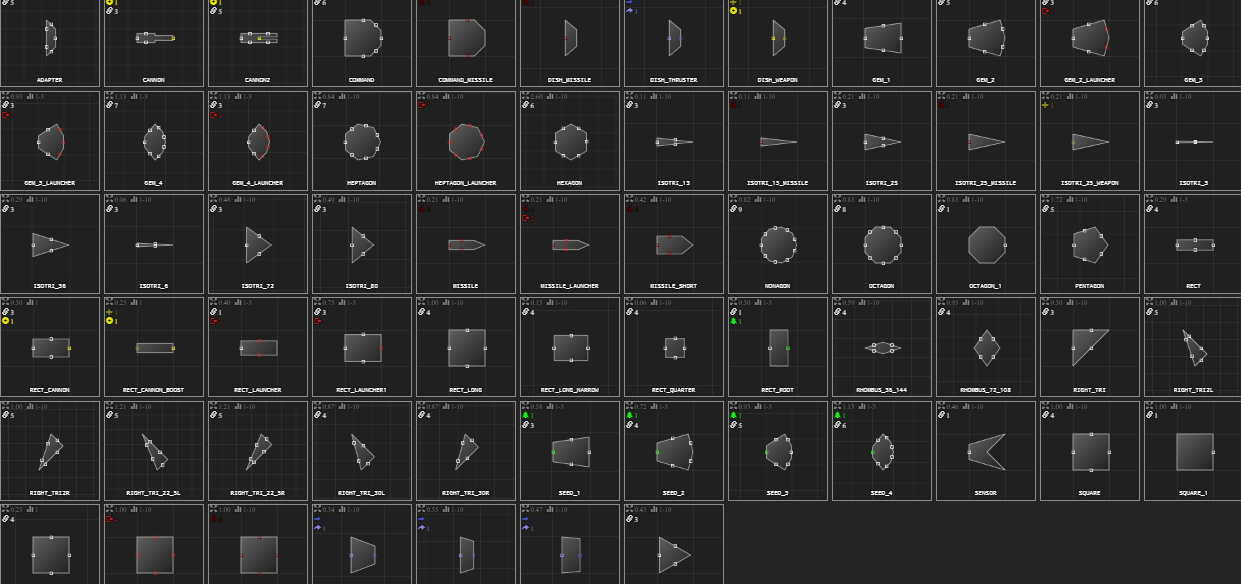 5 1 3 1 5 6 1 1 4 5 3 6
ADAPTER CANNON CANNON2 COMMAND COMMAND_MISSILE DISH_MISSILE DISH_THRUSTER DISH_WEAPON GEM_1 GEM_2 GEM_2_LAUNCHER GEM_3
0.93 1-3 1.13 1-3 1.13 1-3 0.84 1-10 0.84 1-10 2.60 1-10 0.11 1-10 0.11 1-10 0.21 1-10 0.21 1-10 0.21 1-10 0.03 1-10
3 7 3 7 6 3 3 3
GEM_3_LAUNCHER GEM_4 GEM_4_LAUNCHER HEPTAGON HEPTAGON_LAUNCHER HEXAGON ISOTRI_13 ISOTRI_13_MISSILE ISOTRI_25 ISOTRI_25_MISSILE ISOTRI_25_WEAPON ISOTRI_3
0.29 1-10 0.06 1-10 0.48 1-10 0.49 1-10 0.21 1-10 0.21 1-10 0.42 1-10 0.82 1-10 0.83 1-10 0.83 1-10 1.72 1-10 0.29 1-5
3 3 3 3 9 8 1 5 4
ISOTRI_36 ISOTRI_6 ISOTRI_72 ISOTRI_80 MISSILE MISSILE_LAUNCHER MISSILE_SHORT NONAGON OCTAGON OCTAGON_1 PENTAGON RECT
0.50 1 0.25 1 0.40 1-3 0.75 1-3 1.00 1-10 0.15 1-10 0.06 1-10 0.50 1-3 0.59 1-10 0.95 1-10 0.50 1-10 1.00 1-10
3 1 3 4 4 4 1 4 4 3 5
1 1 1
RECT_CANNON RECT_CANNON_BOOST RECT_LAUNCHER RECT_LAUNCHER1 RECT_LONG RECT_LONG_NARROW RECT_QUARTER RECT_ROOT RHOMBUS_36_144 RHOMBUS_72_108 RIGHT_TRI RIGHT_TRI2L
1.00 1-10 1.21 1-10 1.21 1-10 0.87 1-10 0.87 1-10 0.58 1-3 0.72 1-3 0.93 1-3 1.13 1-3 0.46 1-10 1.00 1-10 1.00 1-10
5 5 5 4 4 1 1 1 1 1 4 1
3 4 5 6
RIGHT_TRI2R RIGHT_TRI_22_5L RIGHT_TRI_22_5R RIGHT_TRI_30L RIGHT_TRI_30R SEED_1 SEED_2 SEED_3 SEED_4 SENSOR SQUARE SQUARE_1
0.25 1 1.00 1-10 1.00 1-10 0.34 1-10 0.55 1-10 0.47 1-10 0.43 1-10
4 1 1 1 3